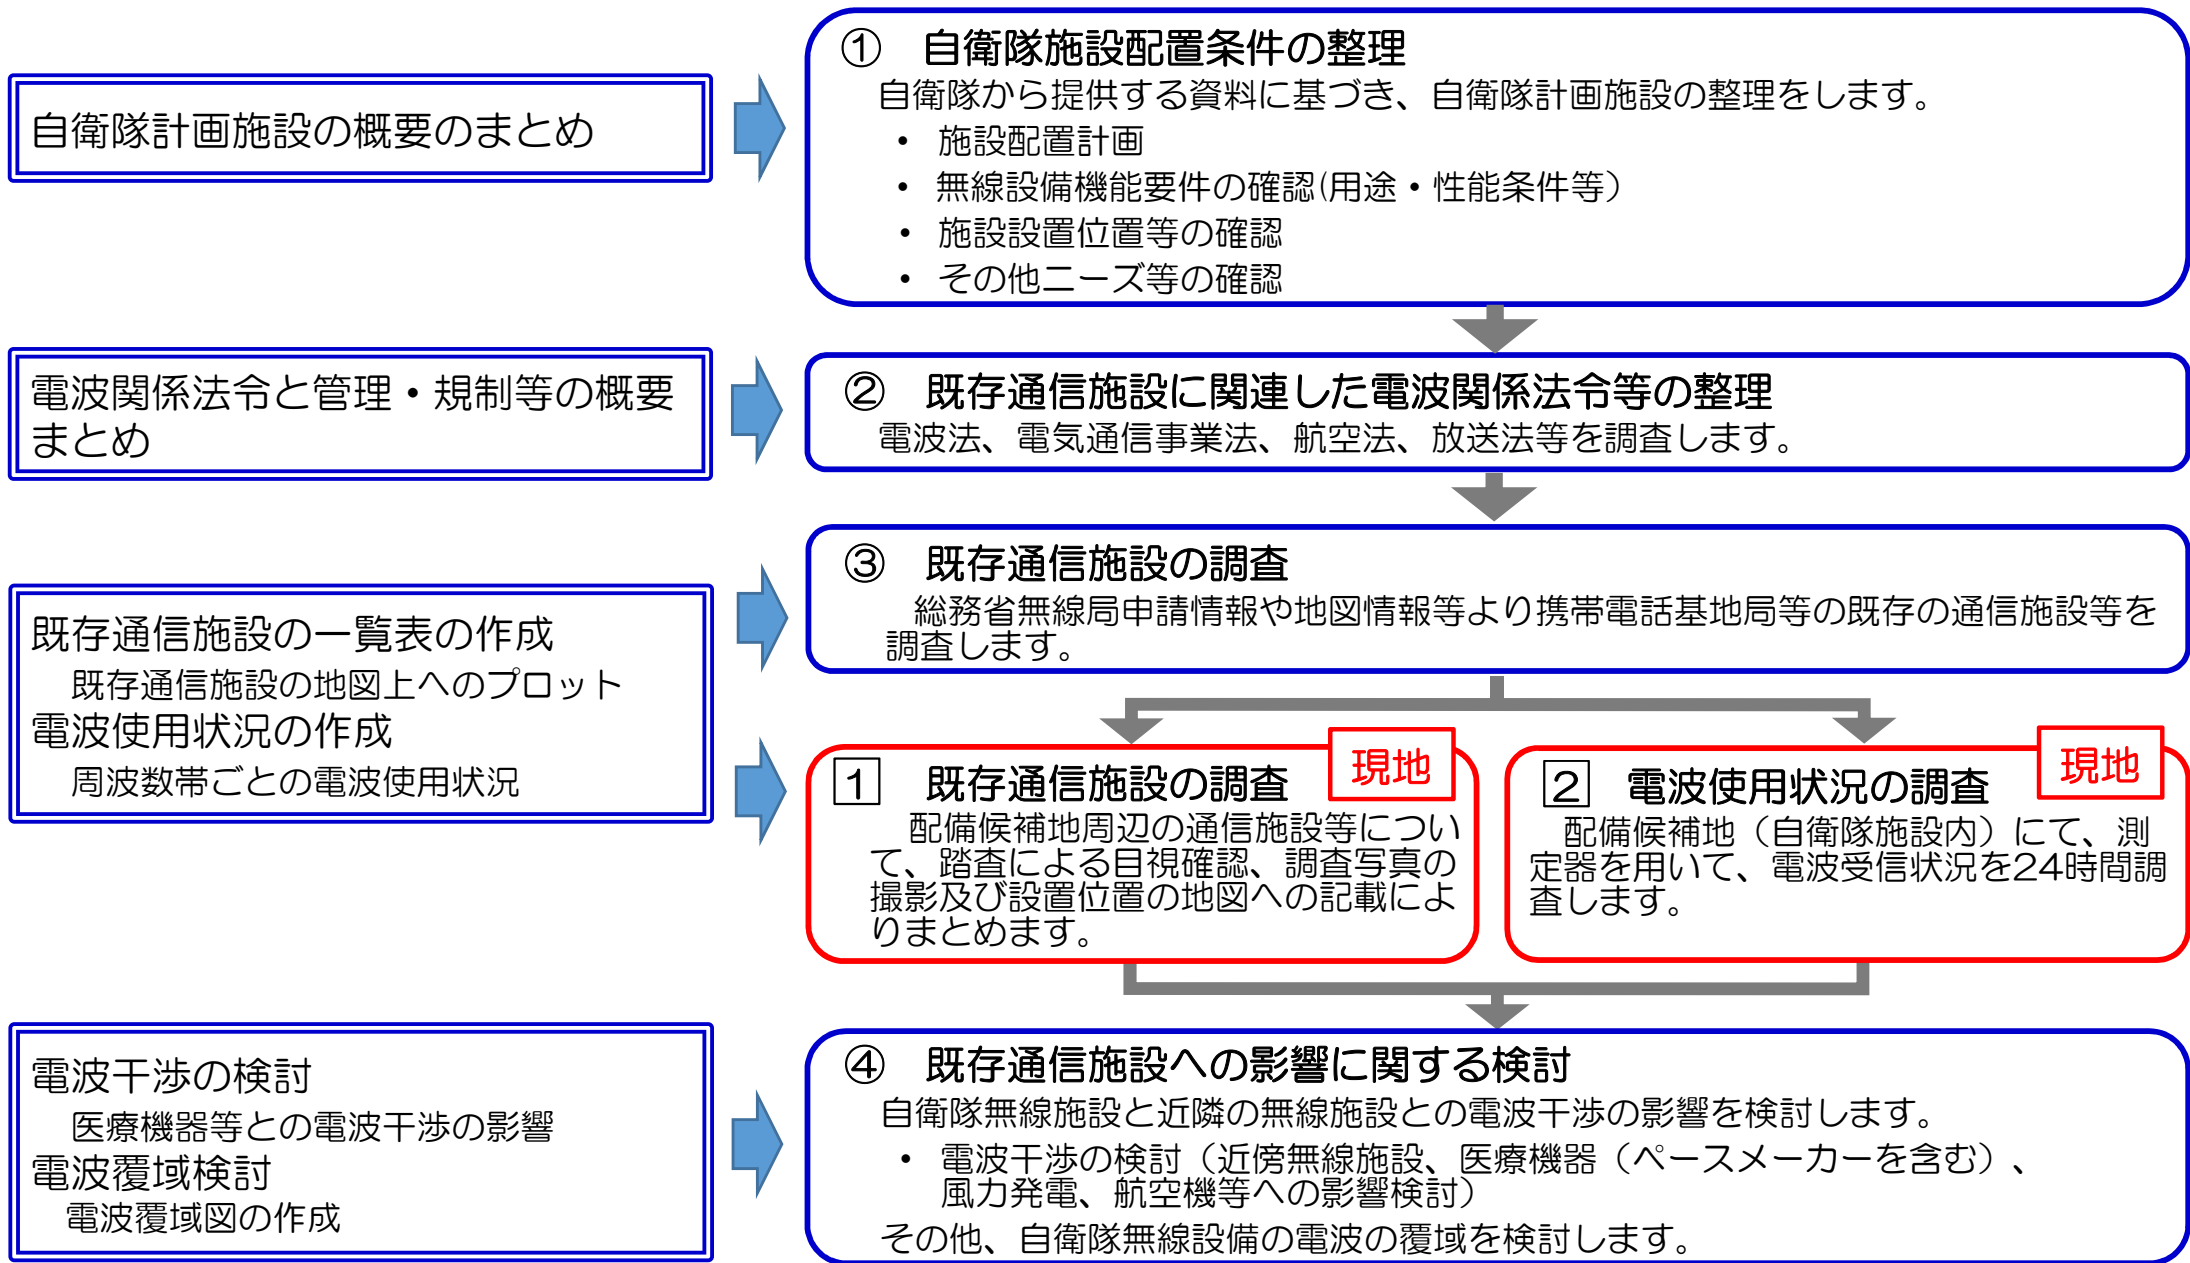 自衛隊計画施設の概要のまとめ
① 自衛隊施設配置条件の整理
自衛隊から提供する資料に基づき、自衛隊計画施設の整理をします。
・ 施設配置計画
・ 無線設備機能要件の確認(用途・性能条件等）
・ 施設設置位置等の確認
・ その他ニーズ等の確認
電波関係法令と管理・規制等の概要
まとめ
② 既存通信施設に関連した電波関係法令等の整理
電波法、電気通信事業法、航空法、放送法等を調査します。
既存通信施設の一覧表の作成
既存通信施設の地図上へのプロット
電波使用状況の作成
周波数帯ごとの電波使用状況
③ 既存通信施設の調査
総務省無線局申請情報や地図情報等より携帯電話基地局等の既存の通信施設等を
調査します。
1 既存通信施設の調査
現地
配備候補地周辺の通信施設等につい
て、踏査による目視確認、調査写真の
撮影及び設置位置の地図への記載によ
りまとめます。
2 電波使用状況の調査
現地
配備候補地（自衛隊施設内）にて、測
定器を用いて、電波受信状況を24時間調
査します。
電波干渉の検討
医療機器等との電波干渉の影響
電波覆域検討
電波覆域図の作成
④ 既存通信施設への影響に関する検討
自衛隊無線施設と近隣の無線施設との電波干渉の影響を検討します。
・ 電波干渉の検討（近傍無線施設、医療機器（ペースメーカーを含む）、
風力発電、航空機等への影響検討）
その他、自衛隊無線設備の電波の覆域を検討します。